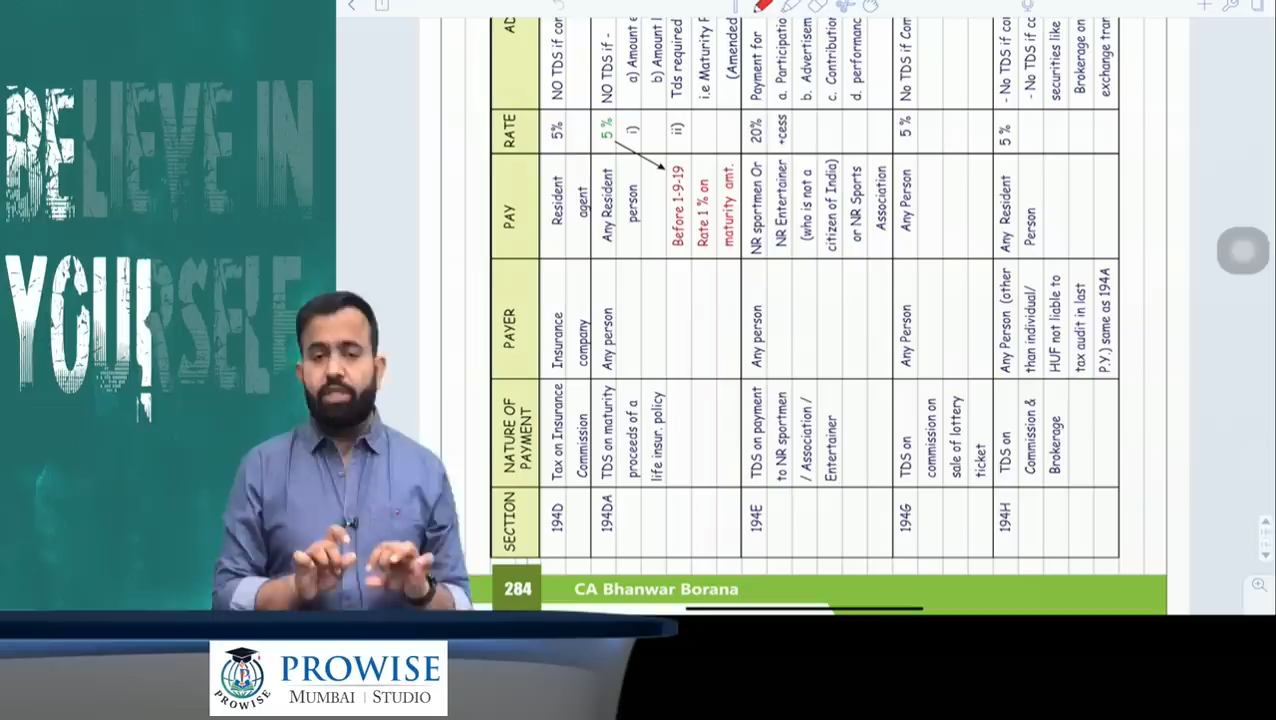 BELIEVE IN
YOURSELF
SECTION
NATURE OF
PAYMENT
PAYER
PAY
RATE
194D
Tax on Insurance
Commission
Insurance
company
Resident
agent
5%
NO TDS if
194DA
TDS on maturity
proceeds of a
life insur. policy
Any person
Any Resident
person
Before 1-9-19
Rate 1 % on
maturity amt.
5 %
i)
ii)
NO TDS if -
a) Amount
b) Amount
Tds required
i.e Maturity
(Amended
194E
TDS on payment
to NR sportmen
/ Association /
Entertainer
Any person
NR sportmen Or
NR Entertainer
(who is not a
citizen of India)
or NR Sports
Association
20%
+cess
Payment for
a.
b.
c.
d.
194G
TDS on
commission on
sale of lottery
ticket
Any Person
Any Person
5 %
No TDS if
194H
TDS on
Commission &
Brokerage
Any Person (other
than individual/
HUF not liable to
tax audit in last
P.Y.) same as 194A
Any Resident
Person
5 %
- No TDS if
- No TDS if
securities like
Brokerage on
exchange
284
CA Bhanwar Borana
PROWISE
PROWISE
MUMBAI | STUDIO